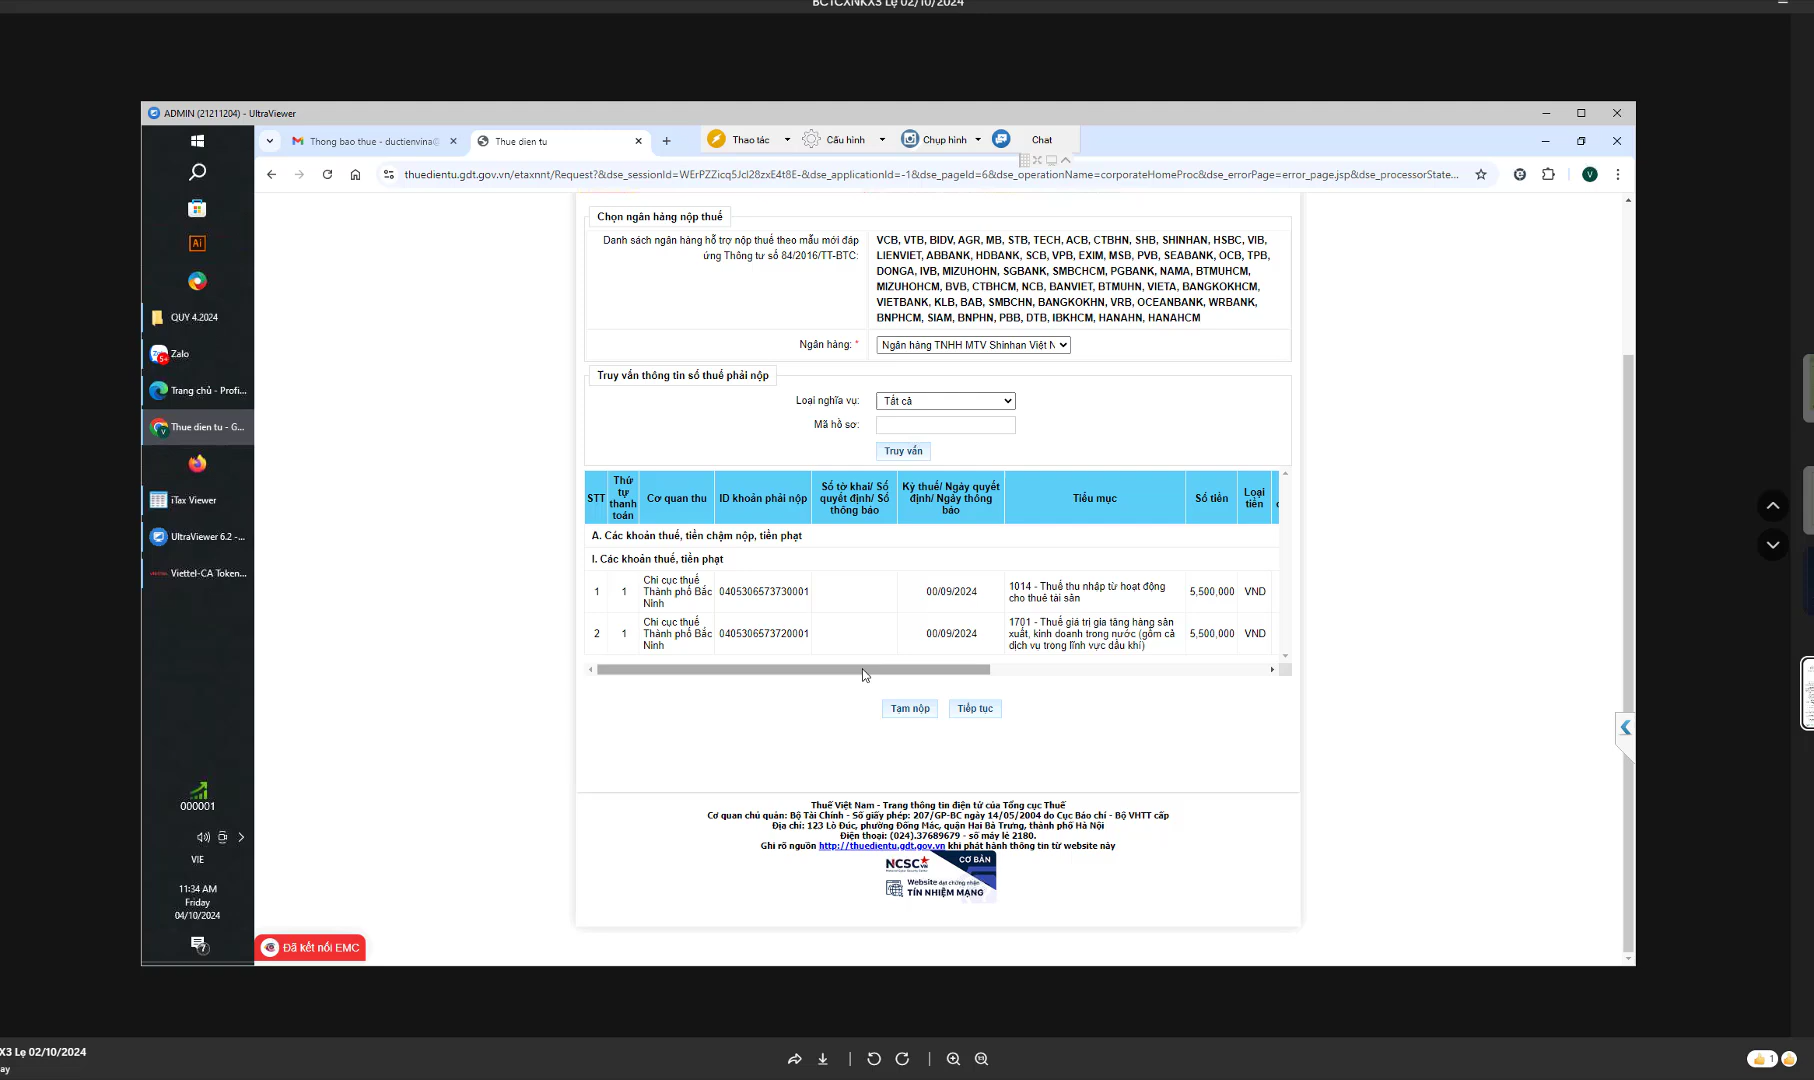 BCTCXNKX3 Lẹ 02/10/2024
ADMIN (21211204) - UltraViewer
Thong bao thue - ductienvina@
Thue dien tu
Thao tác
Cấu hình
Chụp hình
Chat
thuedientu.gdt.gov.vn/etaxnnt/Request?&dse_sessionId=WErPZZicq5Jcl28zxE4t8E-&dse_applicationId=-1&dse_pageId=6&dse_operationName=corporateHomeProc&dse_errorPage=error_page.jsp&dse_processorState...
V
Ai
QUY 4.2024
5+
Zalo
Trang chủ - Profi...
Thue dien tu - G...
iTax Viewer
UltraViewer 6.2 -...
Viettel-CA Token...
000001
VIE
11:34 AM
Friday
04/10/2024
7
Đã kết nối EMC
Chọn ngân hàng nộp thuế
Danh sách ngân hàng hỗ trợ nộp thuế theo mẫu mới đáp
ứng Thông tư số 84/2016/TT-BTC:
VCB, VTB, BIDV, AGR, MB, STB, TECH, ACB, CTBHN, SHB, SHINHAN, HSBC, VIB,
LIENVIET, ABBANK, HDBANK, SCB, VPB, EXIM, MSB, PVB, SEABANK, OCB, TPB,
DONGA, IVB, MIZUHOHN, SGBANK, SMBCHCM, PGBANK, NAMA, BTMUHCM,
MIZUHOHCM, BVB, CTBHCM, NCB, BANVIET, BTMUHN, VIETA, BANGKOKHCM,
VIETBANK, KLB, BAB, SMBCHN, BANGKOKHN, VRB, OCEANBANK, WRBANK,
BNPHCM, SIAM, BNPHN, PBB, DTB, IBKHCM, HANAHN, HANAHCM
Ngân hàng: * Ngân hàng TNHH MTV Shinhan Việt N
Truy vấn thông tin số thuế phải nộp
Loại nghĩa vụ: Tất cả
Mã hồ sơ:
Truy vấn
STT
Thứ tự thanh toán
Cơ quan thu
ID khoản phải nộp
Số tờ khai/ Số quyết định/ Số thông báo
Kỳ thuế/ Ngày quyết định/ Ngày thông báo
Tiểu mục
Số tiền
Loại tiền
A. Các khoản thuế, tiền chậm nộp, tiền phạt
I. Các khoản thuế, tiền phạt
1 1 Chi cục thuế Thành phố Bắc Ninh 0405306573730001 00/09/2024 1014 - Thuế thu nhập từ hoạt động cho thuê tài sản 5,500,000 VND
2 1 Chi cục thuế Thành phố Bắc Ninh 0405306573720001 00/09/2024 1701 - Thuế giá trị gia tăng hàng sản xuất, kinh doanh trong nước (gồm cả dịch vụ trong lĩnh vực dầu khí) 5,500,000 VND
Tạm nộp
Tiếp tục
Thuế Việt Nam - Trang thông tin điện tử của Tổng cục Thuế
Cơ quan chủ quản: Bộ Tài Chính - Số giấy phép: 207/GP-BC ngày 14/05/2004 do Cục Báo chí - Bộ VHTT cấp
Địa chỉ: 123 Lò Đúc, phường Đống Mác, quận Hai Bà Trưng, thành phố Hà Nội
Điện thoại: (024).37689679 - số máy lẻ 2180.
Ghi rõ nguồn http://thuedientu.gdt.gov.vn khi phát hành thông tin từ website này
NCSC
CƠ BẢN
Website đạt chứng nhận
TÍN NHIỆM MẠNG
X3 Lẹ 02/10/2024
ay
1